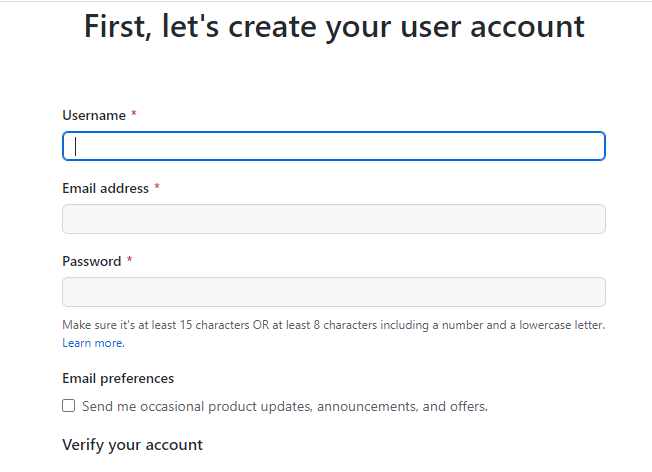 First, let's create your user account
Username *
Email address *
Password *
Make sure it's at least 15 characters OR at least 8 characters including a number and a lowercase letter.
Learn more.
Email preferences
Send me occasional product updates, announcements, and offers.
Verify your account